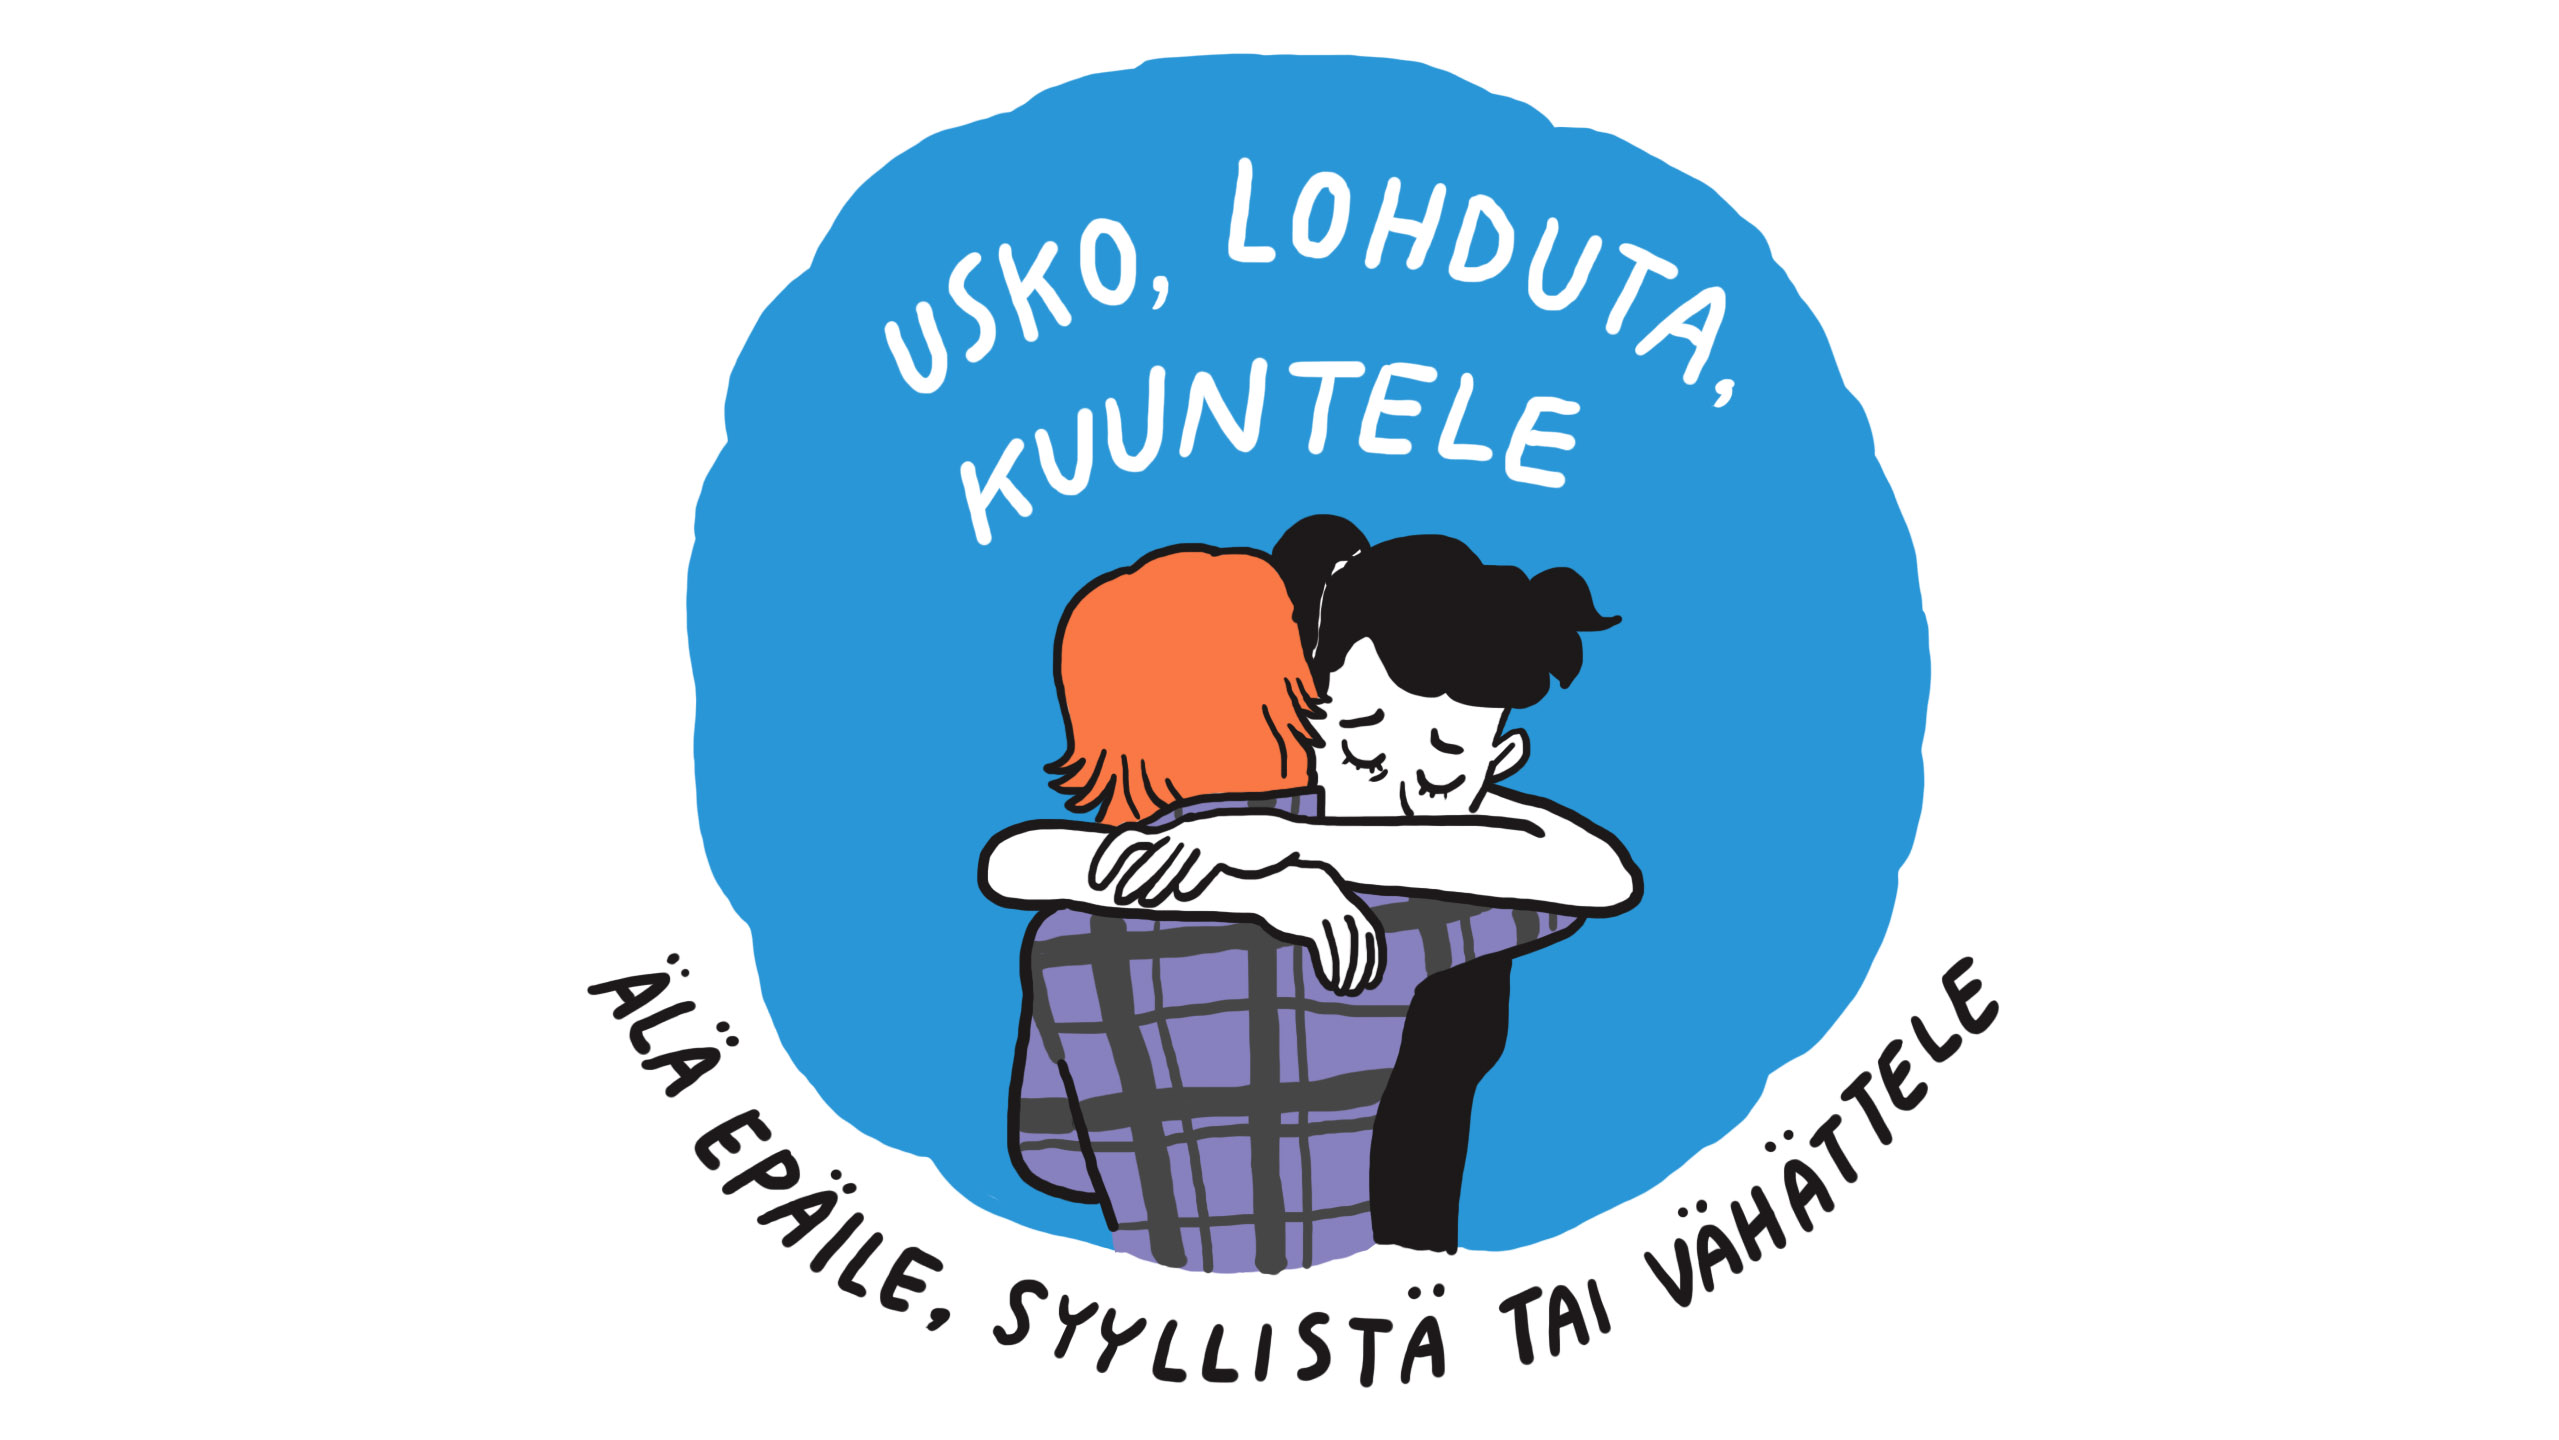 USKO, LOHDUTA,
KUUNTELE
ÄLÄ EPÄILE, SYYLLISTÄ TAI VÄHÄTTELE